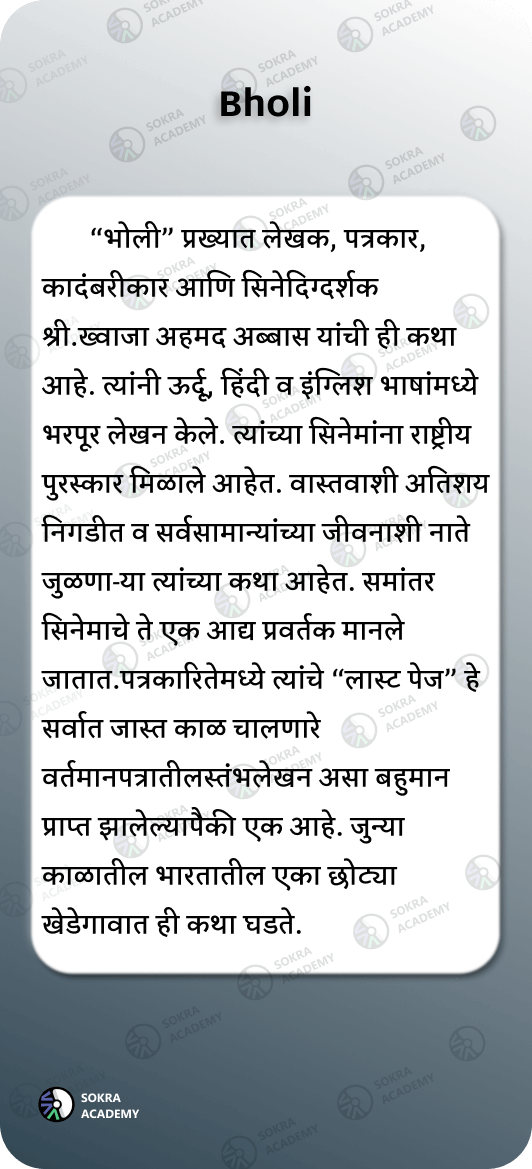 Bholi
“भोली” प्रख्यात लेखक, पत्रकार,
कादंबरीकार आणि सिनेदिग्दर्शक
श्री.ख्वाजा अहमद अब्बास यांची ही कथा
आहे. त्यांनी ऊर्दू, हिंदी व इंग्लिश भाषांमध्ये
भरपूर लेखन केले. त्यांच्या सिनेमांना राष्ट्रीय
पुरस्कार मिळाले आहेत. वास्तवाशी अतिशय
निगडीत व सर्वसामान्यांच्या जीवनाशी नाते
जुळणा-या त्यांच्या कथा आहेत. समांतर
सिनेमाचे ते एक आद्य प्रवर्तक मानले
जातात.पत्रकारितेमध्ये त्यांचे “लास्ट पेज” हे
सर्वात जास्त काळ चालणारे
वर्तमानपत्रातीलस्तंभलेखन असा बहुमान
प्राप्त झालेल्यापैकी एक आहे. जुन्या
काळातील भारतातील एका छोट्या
खेडेगावात ही कथा घडते.
SOKRA
ACADEMY